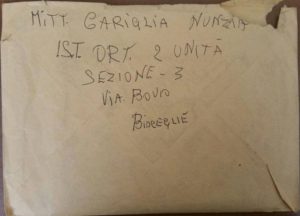 MITT. GARIGLIA NUNZIA
IST. ORT. 2 UNITÀ
SEZIONE - 3
VIA BOVIO
BISCEGLIE